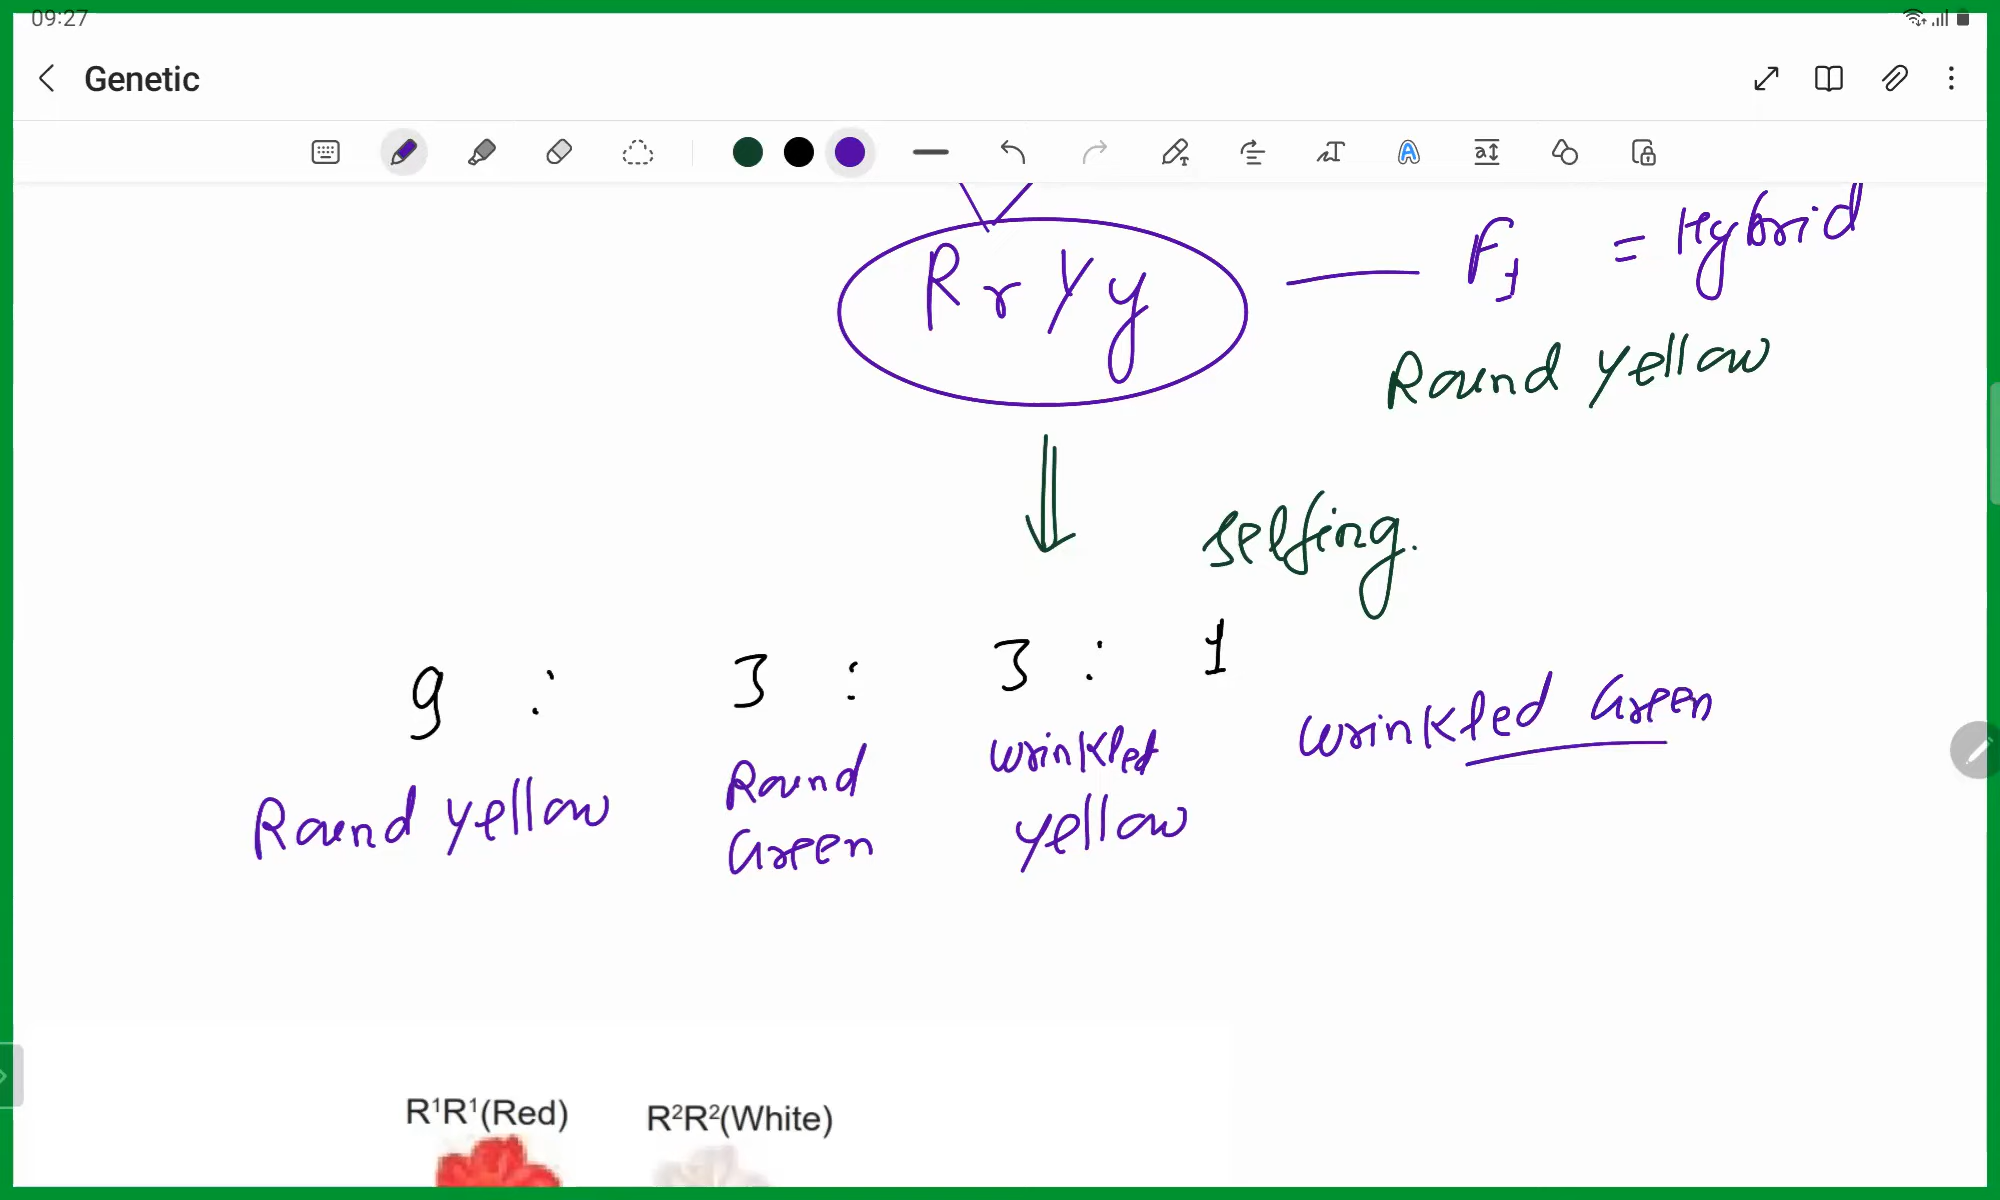 09:27
Genetic
RrYy
F1 = Hybrid
Round yellow
selfing.
9 : 3 : 3 : 1
Round yellow
Round
Green
wrinkled
yellow
wrinkled Green
R¹R¹(Red) R²R²(White)